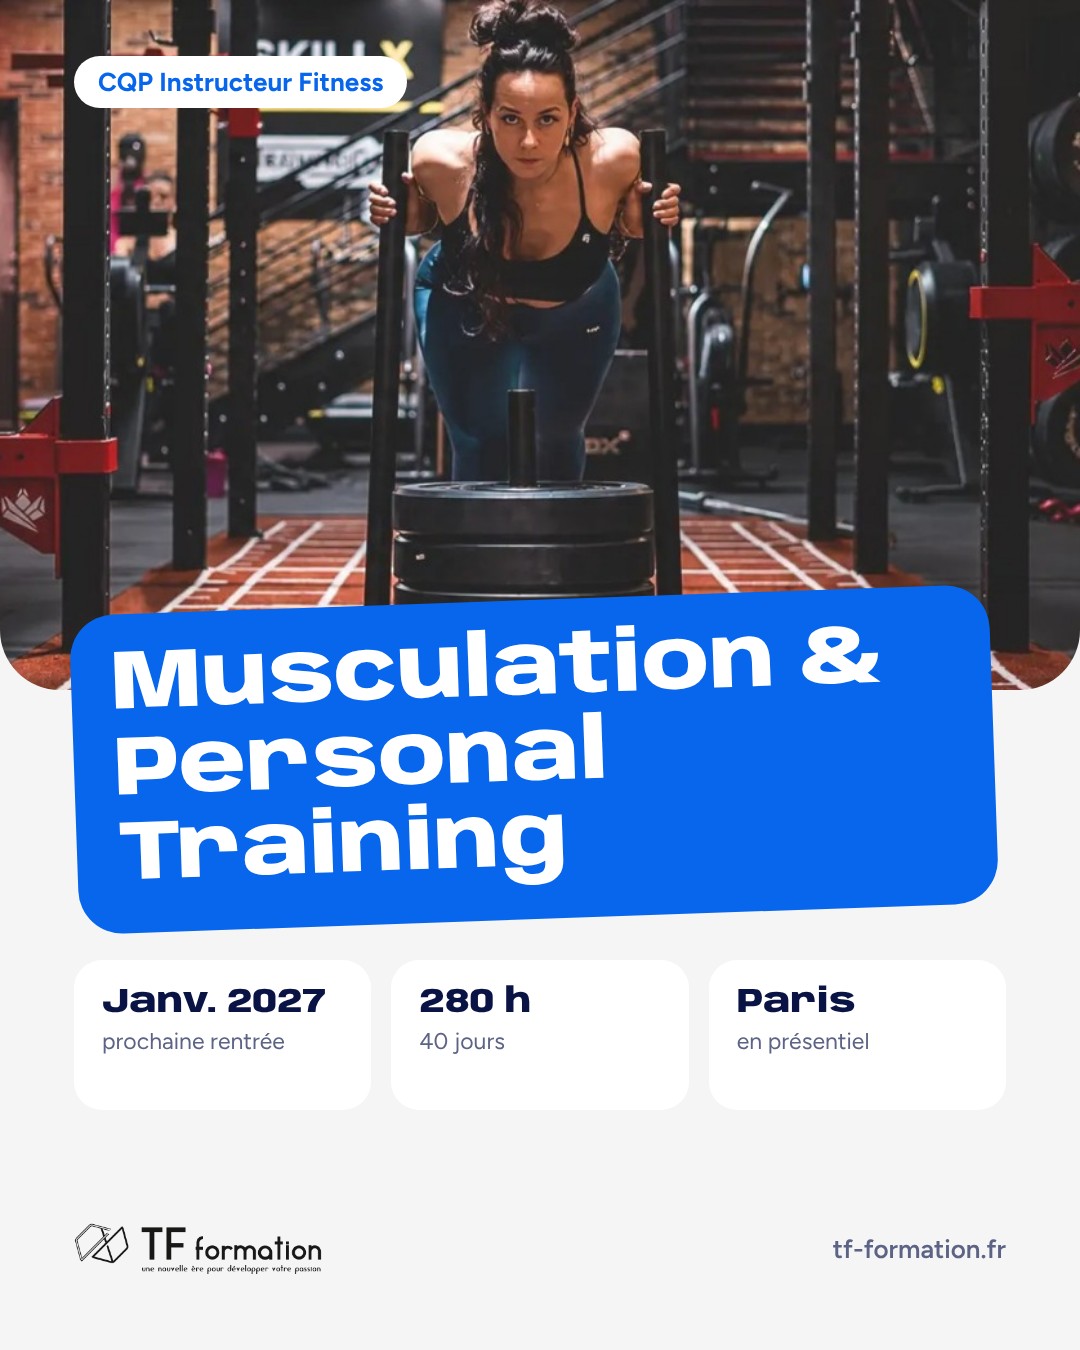 SKILLX
CQP Instructeur Fitness
Musculation &
Personal
Training
Janv. 2027
prochaine rentrée
280 h
40 jours
Paris
en présentiel
TF formation
une nouvelle ère pour développer votre passion
tf-formation.fr